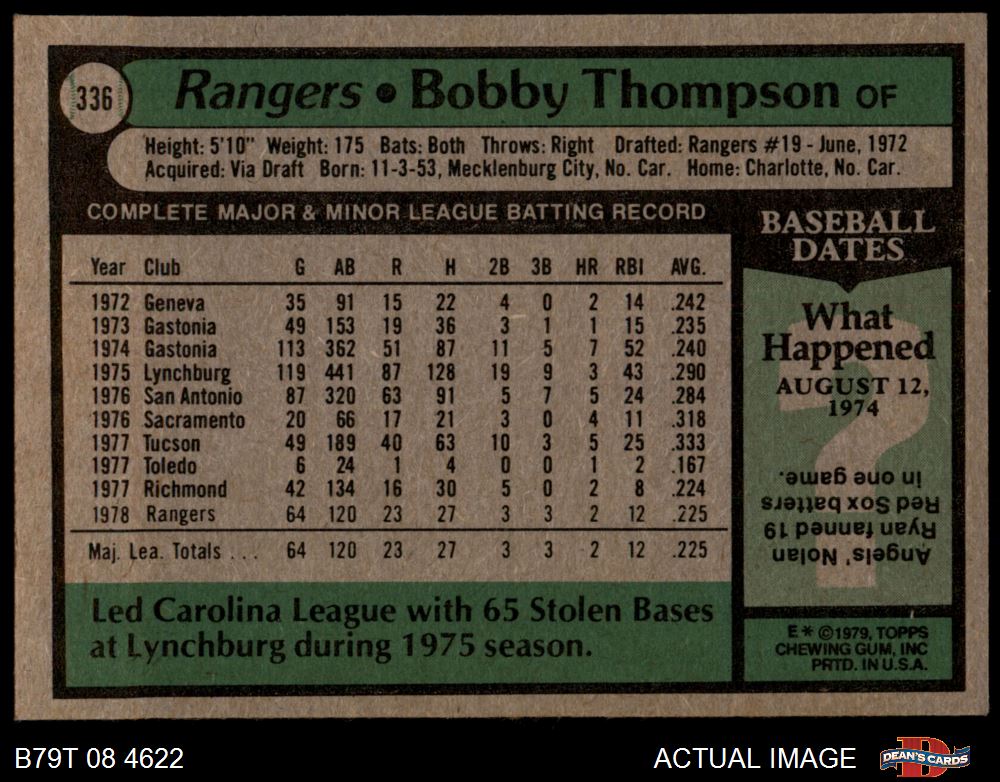 336
Rangers • Bobby Thompson OF
Height: 5'10" Weight: 175 Bats: Both Throws: Right Drafted: Rangers #19 - June, 1972
Acquired: Via Draft Born: 11-3-53, Mecklenburg City, No. Car. Home: Charlotte, No. Car.
COMPLETE MAJOR & MINOR LEAGUE BATTING RECORD
Year Club G AB R H 2B 3B HR RBI AVG.
1972 Geneva 35 91 15 22 4 0 2 14 .242
1973 Gastonia 49 153 19 36 3 1 1 15 .235
1974 Gastonia 113 362 51 87 11 5 7 52 .240
1975 Lynchburg 119 441 87 128 19 9 3 43 .290
1976 San Antonio 87 320 63 91 5 7 5 24 .284
1976 Sacramento 20 66 17 21 3 0 4 11 .318
1977 Tucson 49 189 40 63 10 3 5 25 .333
1977 Toledo 6 24 1 4 0 0 1 2 .167
1977 Richmond 42 134 16 30 5 0 2 8 .224
1978 Rangers 64 120 23 27 3 3 2 12 .225
Maj. Lea. Totals . . . 64 120 23 27 3 3 2 12 .225
Led Carolina League with 65 Stolen Bases
at Lynchburg during 1975 season.
BASEBALL
DATES
What
Happened
AUGUST 12,
1974
?
Angels' Nolan
Ryan fanned 19
Red Sox batters
in one game.
E * ©1979, TOPPS
CHEWING GUM, INC
PRTD. IN U.S.A.
B79T 08 4622
ACTUAL IMAGE
DEAN'S CARDS